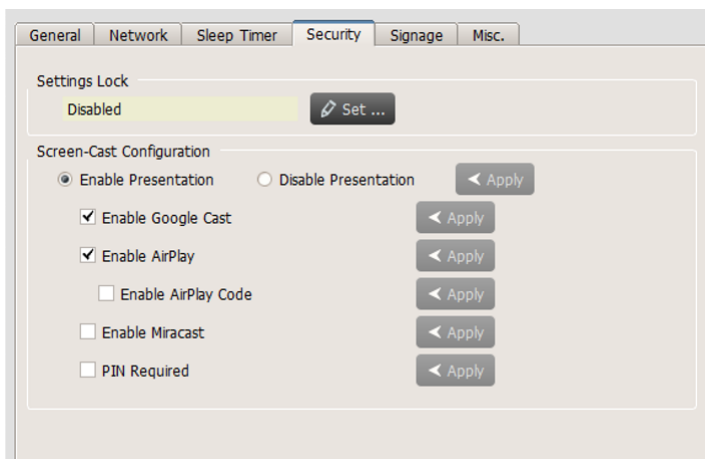 General Network Sleep Timer Security Signage Misc.
Settings Lock
Disabled Set ...
Screen-Cast Configuration
Enable Presentation Disable Presentation Apply
Enable Google Cast Apply
Enable AirPlay Apply
Enable AirPlay Code Apply
Enable Miracast Apply
PIN Required Apply